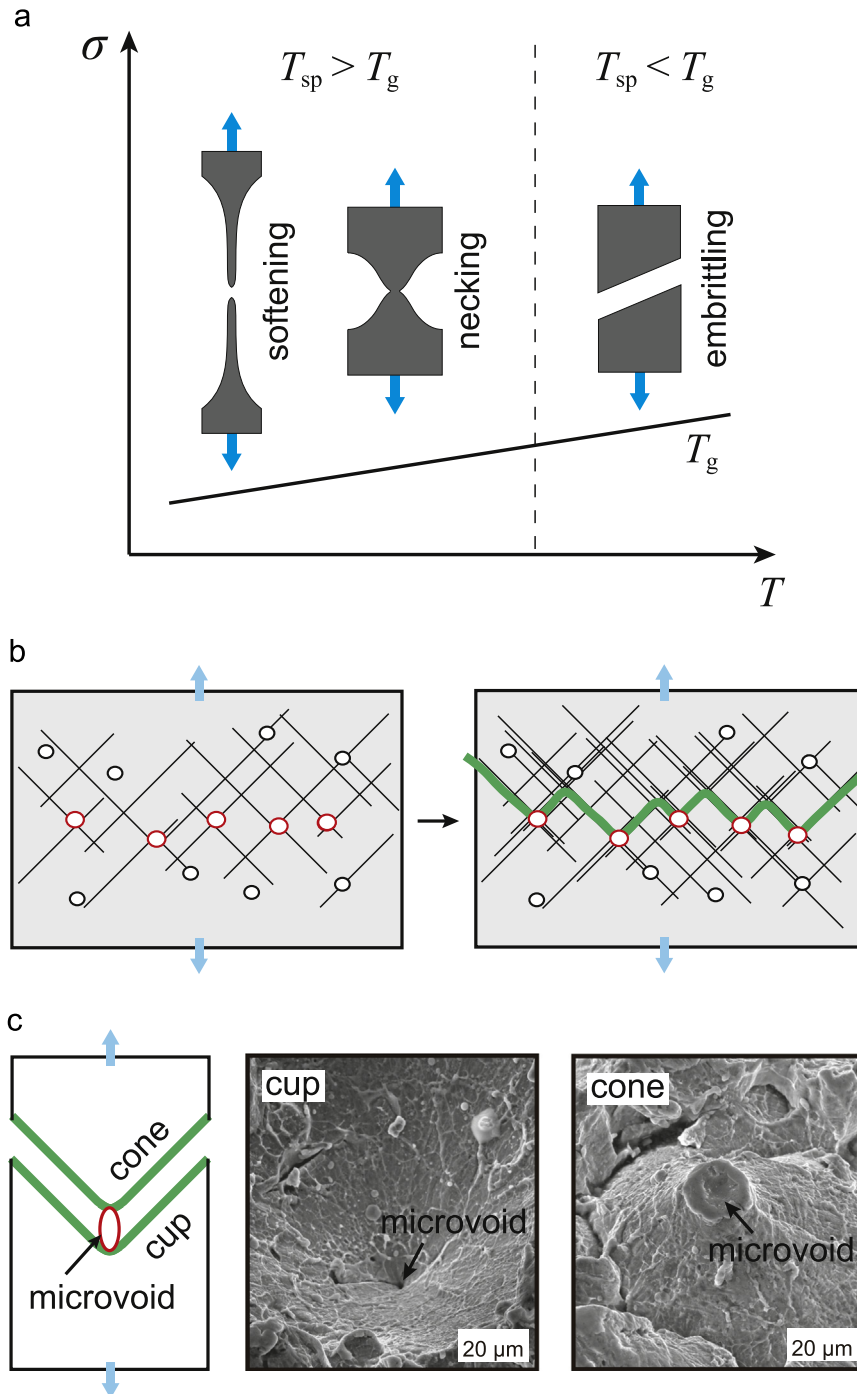 a
σ
T_sp > T_g
T_sp < T_g
softening
necking
embrittling
T_g
T
b
c
cone
cup
microvoid
cup
microvoid
20 µm
cone
microvoid
20 µm